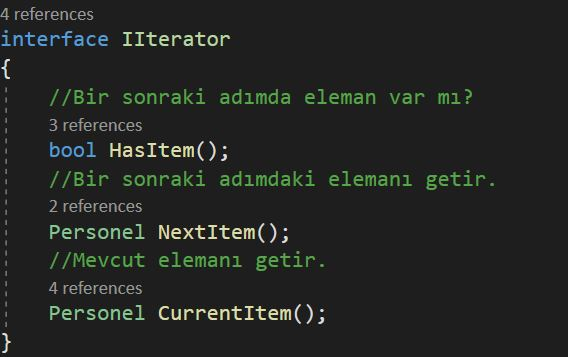 4 references
interface IIterator
{
//Bir sonraki adımda eleman var mı?
3 references
bool HasItem();
//Bir sonraki adımdaki elemanı getir.
2 references
Personel NextItem();
//Mevcut elemanı getir.
4 references
Personel CurrentItem();
}